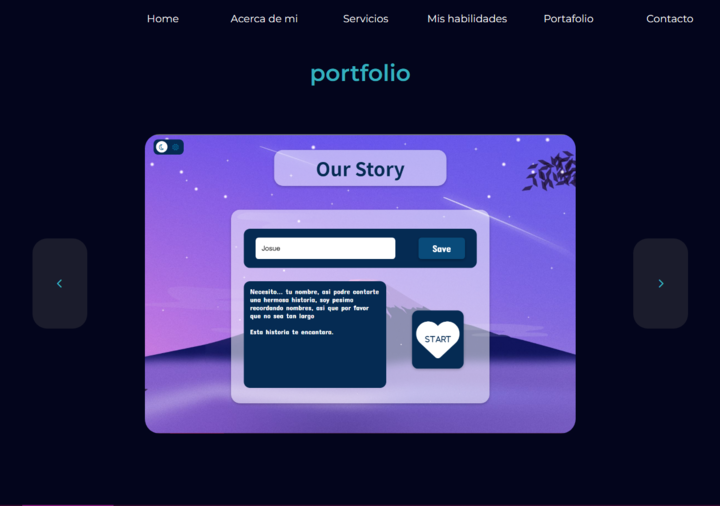 Home Acerca de mi Servicios Mis habilidades Portafolio Contacto
portfolio
Our Story
Josue
Save
Necesito... tu nombre, asi podre contarte
una hermosa historia, soy pesimo
recordando nombres, asi que por favor
que no sea tan largo
Esta historia te encantara.
START